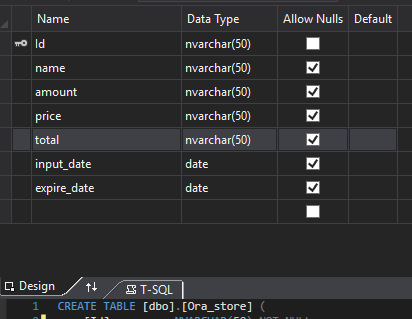 Name Data Type Allow Nulls Default
Id nvarchar(50)
name nvarchar(50)
amount nvarchar(50)
price nvarchar(50)
total nvarchar(50)
input_date date
expire_date date
Design T-SQL
1 CREATE TABLE [dbo].[Ora_store] (